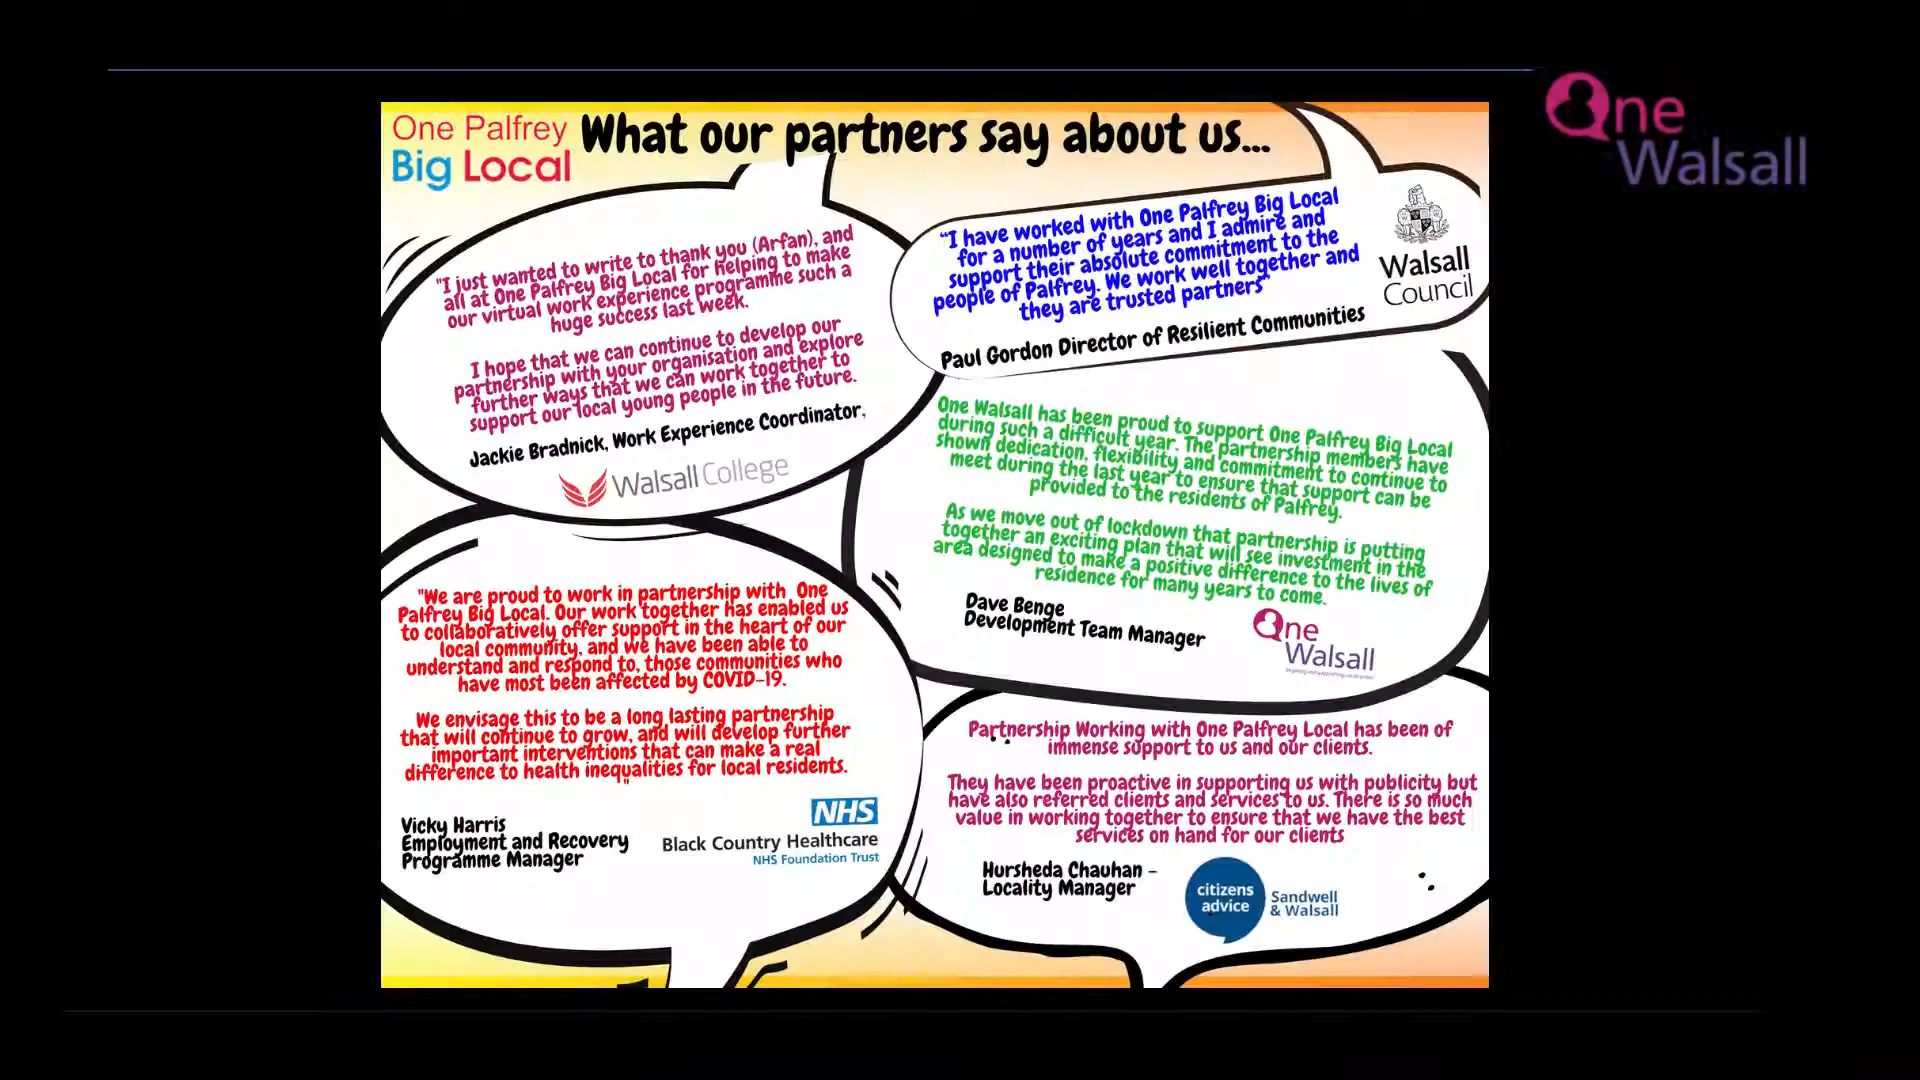 One Palfrey
Big Local
What our partners say about us...
One
Walsall
"I just wanted to write to thank you (Arfan), and
all at One Palfrey Big Local for helping to make
our virtual work experience programme such a
huge success last week.
I hope that we can continue to develop our
partnership with your organisation and explore
further ways that we can work together to
support our local young people in the future.
Jackie Bradnick, Work Experience Coordinator,
Walsall College
“I have worked with One Palfrey Big Local
for a number of years and I admire and
support their absolute commitment to the
people of Palfrey. We work well together and
they are trusted partners”
Paul Gordon Director of Resilient Communities
Walsall
Council
One Walsall has been proud to support One Palfrey Big Local
during such a difficult year. The partnership members have
shown dedication, flexibility and commitment to continue to
meet during the last year to ensure that support can be
provided to the residents of Palfrey.
As we move out of lockdown that partnership is putting
together an exciting plan that will see investment in the
area designed to make a positive difference to the lives of
residence for many years to come.
Dave Benge
Development Team Manager
One
Walsall
"We are proud to work in partnership with One
Palfrey Big Local. Our work together has enabled us
to collaboratively offer support in the heart of our
local community, and we have been able to
understand and respond to, those communities who
have most been affected by COVID-19.
We envisage this to be a long lasting partnership
that will continue to grow, and will develop further
important interventions that can make a real
difference to health inequalities for local residents.
"
Vicky Harris
Employment and Recovery
Programme Manager
NHS
Black Country Healthcare
NHS Foundation Trust
Partnership Working with One Palfrey Local has been of
immense support to us and our clients.
They have been proactive in supporting us with publicity but
have also referred clients and services to us. There is so much
value in working together to ensure that we have the best
services on hand for our clients
Hursheda Chauhan -
Locality Manager
citizens
advice
Sandwell
& Walsall